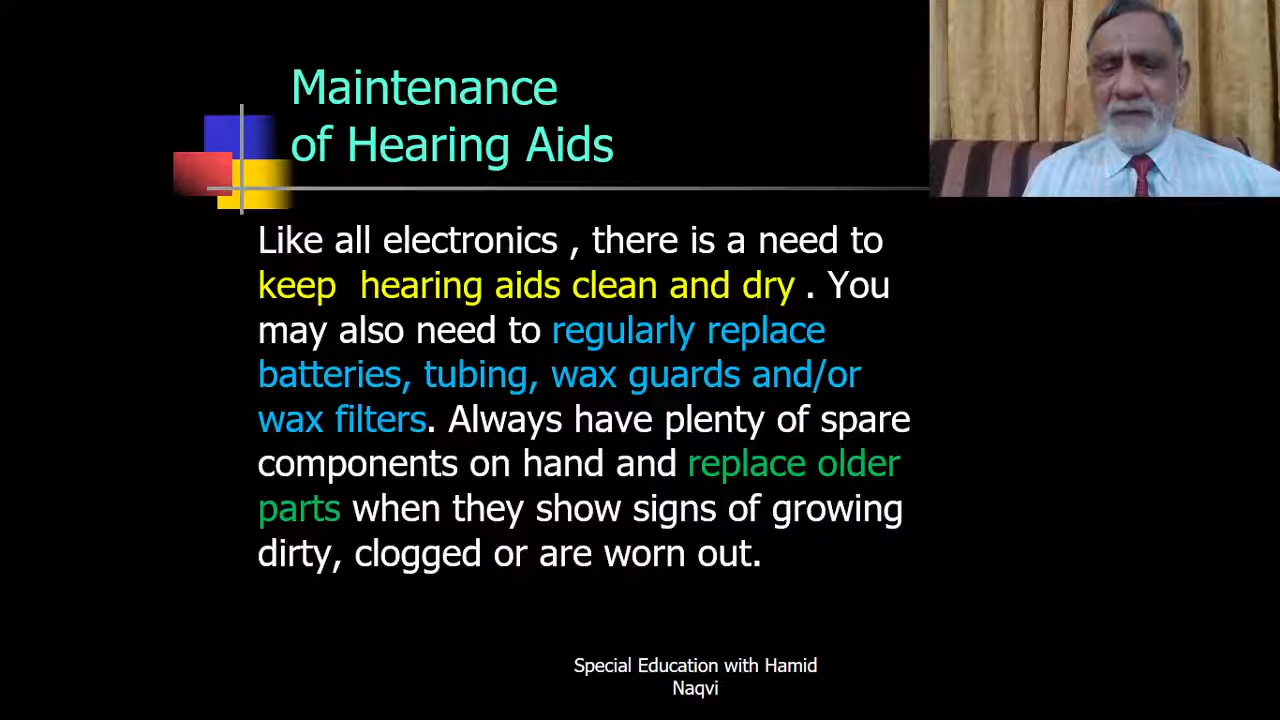 Maintenance
of Hearing Aids
Like all electronics , there is a need to
keep  hearing aids clean and dry . You
may also need to regularly replace
batteries, tubing, wax guards and/or
wax filters. Always have plenty of spare
components on hand and replace older
parts when they show signs of growing
dirty, clogged or are worn out.
Special Education with Hamid
Naqvi